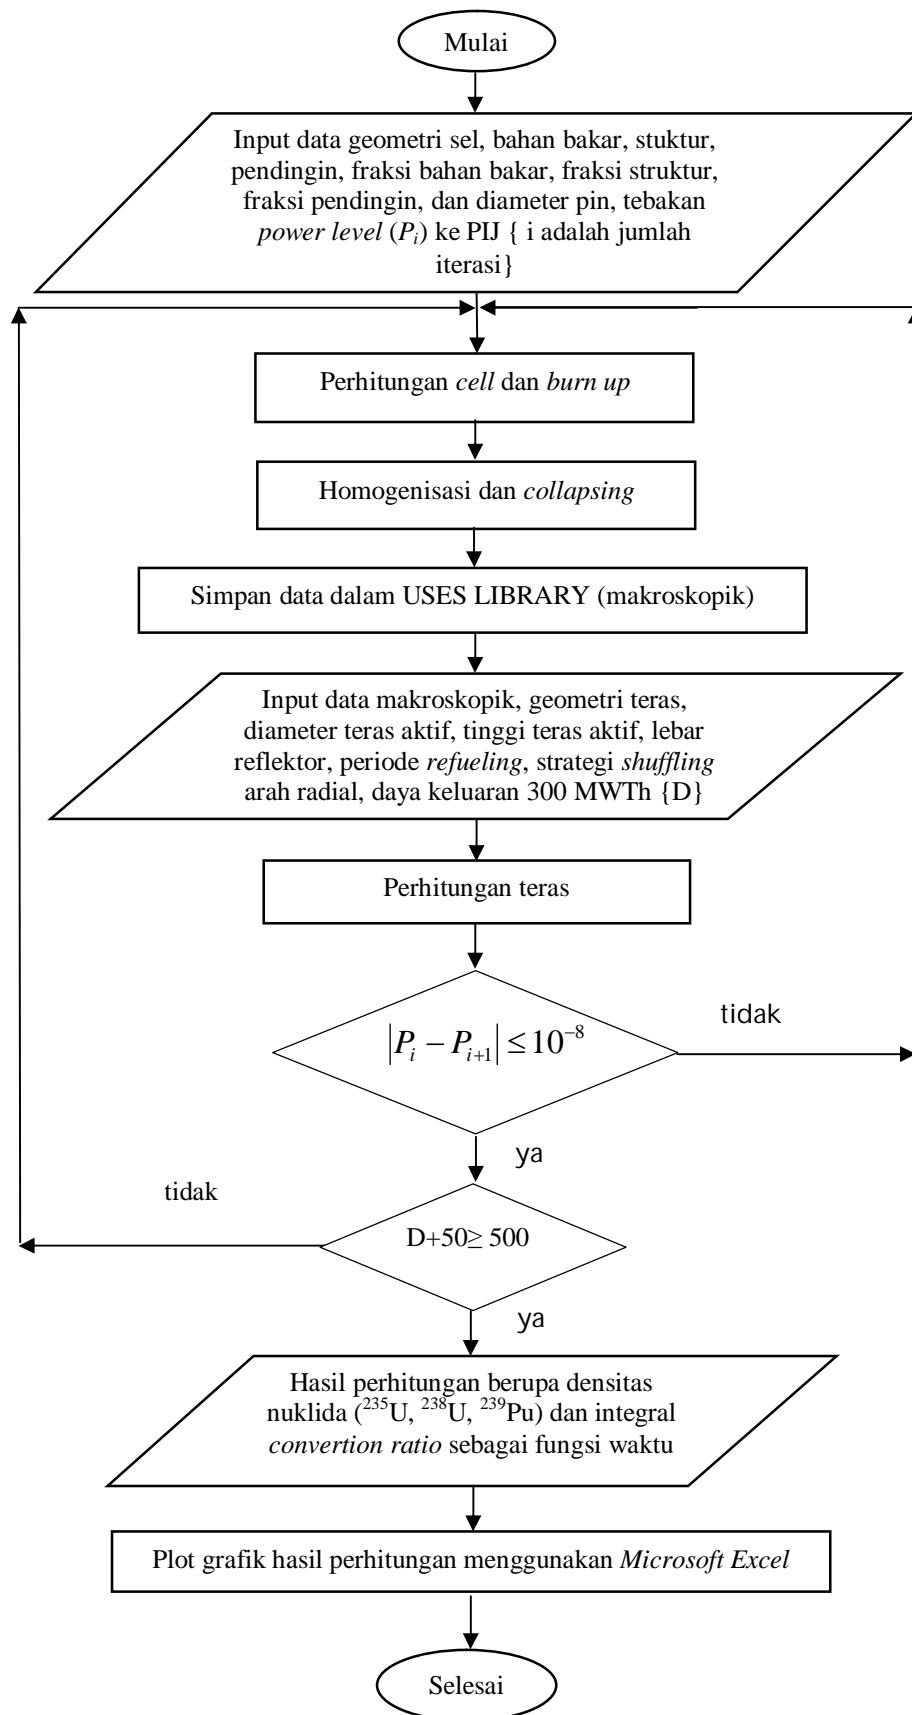 Mulai
Input data geometri sel, bahan bakar, stuktur,
pendingin, fraksi bahan bakar, fraksi struktur,
fraksi pendingin, dan diameter pin, tebakan
power level (Pᵢ) ke PIJ { i adalah jumlah
iterasi}
Perhitungan cell dan burn up
Homogenisasi dan collapsing
Simpan data dalam USES LIBRARY (makroskopik)
Input data makroskopik, geometri teras,
diameter teras aktif, tinggi teras aktif, lebar
reflektor, periode refueling, strategi shuffling
arah radial, daya keluaran 300 MWTh {D}
Perhitungan teras
|Pᵢ − Pᵢ₊₁| ≤ 10⁻⁸
tidak
ya
tidak
D+50≥ 500
ya
Hasil perhitungan berupa densitas
nuklida (²³⁵U, ²³⁸U, ²³⁹Pu) dan integral
convertion ratio sebagai fungsi waktu
Plot grafik hasil perhitungan menggunakan Microsoft Excel
Selesai